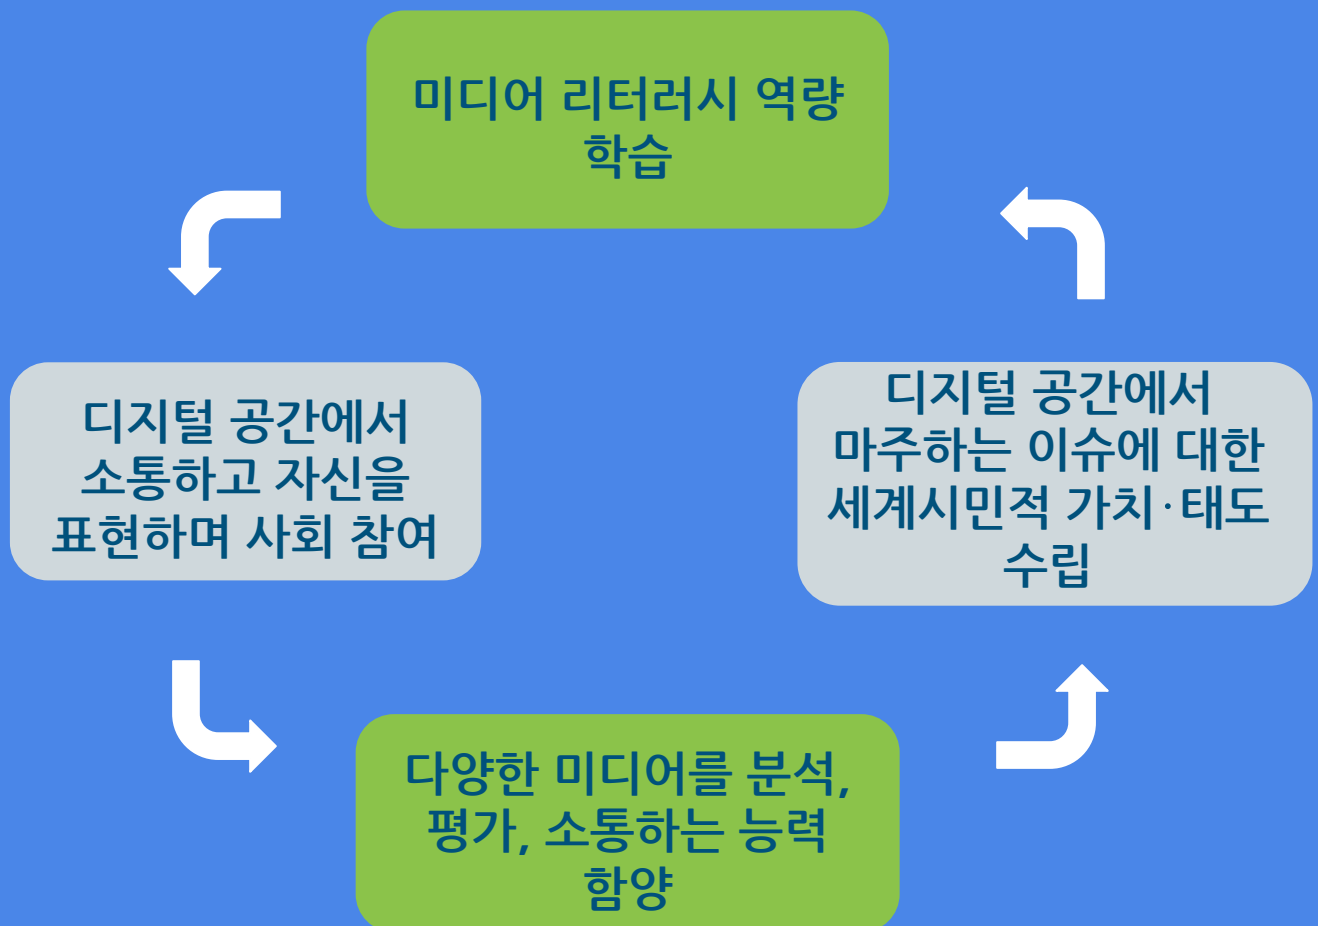 미디어 리터러시 역량
학습
디지털 공간에서
소통하고 자신을
표현하며 사회 참여
디지털 공간에서
마주하는 이슈에 대한
세계시민적 가치·태도
수립
다양한 미디어를 분석,
평가, 소통하는 능력
함양